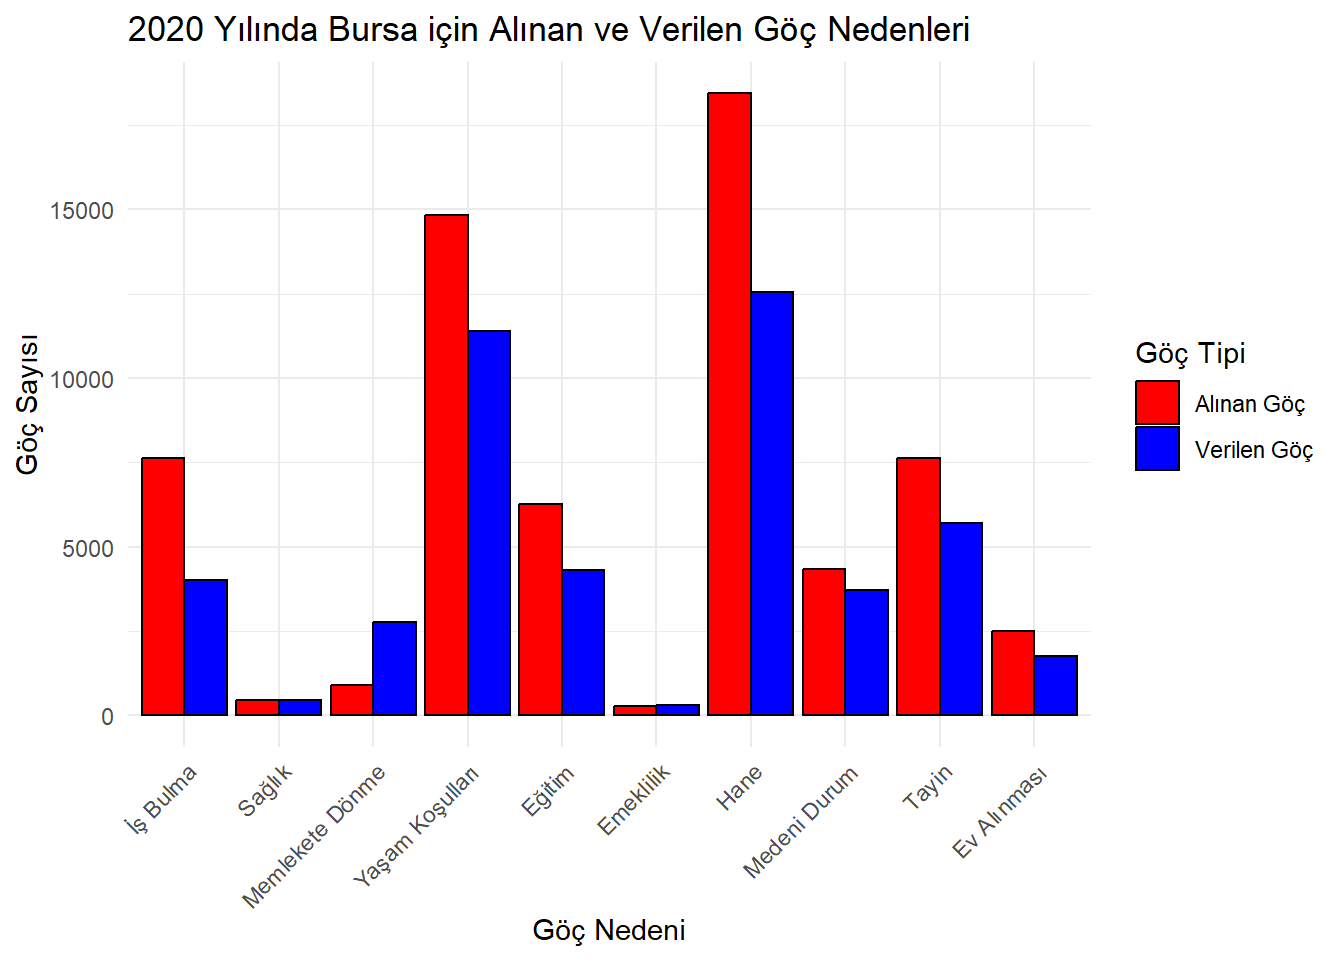 2020 Yılında Bursa için Alınan ve Verilen Göç Nedenleri
Göç Sayısı
15000
10000
5000
0
İş Bulma
Sağlık
Memlekete Dönme
Yaşam Koşulları
Eğitim
Emeklilik
Hane
Medeni Durum
Tayin
Ev Alınması
Göç Nedeni
Göç Tipi
Alınan Göç
Verilen Göç